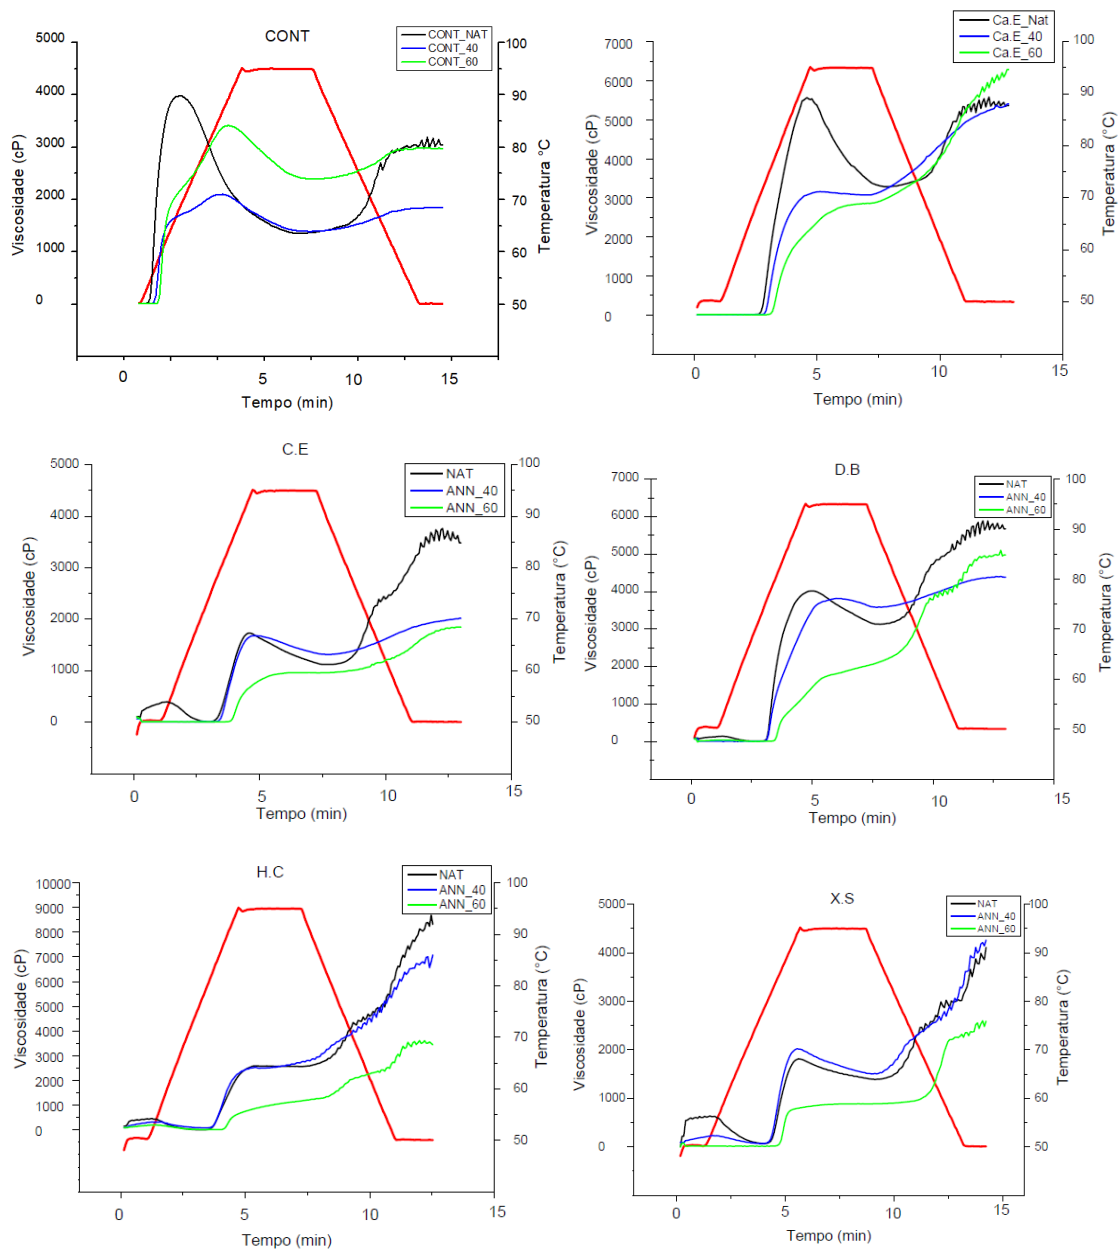 CONT
CONT_NAT
CONT_40
CONT_60
Viscosidade (cP)
5000
4000
3000
2000
1000
0
Temperatura °C
100
90
80
70
60
50
0
5
10
15
Tempo (min)
Ca.E_Nat
Ca.E_40
Ca.E_60
Viscosidade (cP)
7000
6000
5000
4000
3000
2000
1000
0
Temperatura (°C)
100
90
80
70
60
50
0
5
10
15
Tempo (min)
C.E
NAT
ANN_40
ANN_60
Viscosidade (cP)
5000
4000
3000
2000
1000
0
Temperatura (°C)
100
90
80
70
60
50
0
5
10
15
Tempo (min)
D.B
NAT
ANN_40
ANN_60
Viscosidade (cP)
7000
6000
5000
4000
3000
2000
1000
0
Temperatura (°C)
100
90
80
70
60
50
0
5
10
15
Tempo (min)
H.C
NAT
ANN_40
ANN_60
Viscosidade (cP)
10000
9000
8000
7000
6000
5000
4000
3000
2000
1000
0
Temperatura (°C)
100
90
80
70
60
50
0
5
10
15
Tempo (min)
X.S
NAT
ANN_40
ANN_60
Viscosidade (cP)
5000
4000
3000
2000
1000
0
Temperatura (°C)
100
90
80
70
60
50
0
5
10
15
Tempo (min)